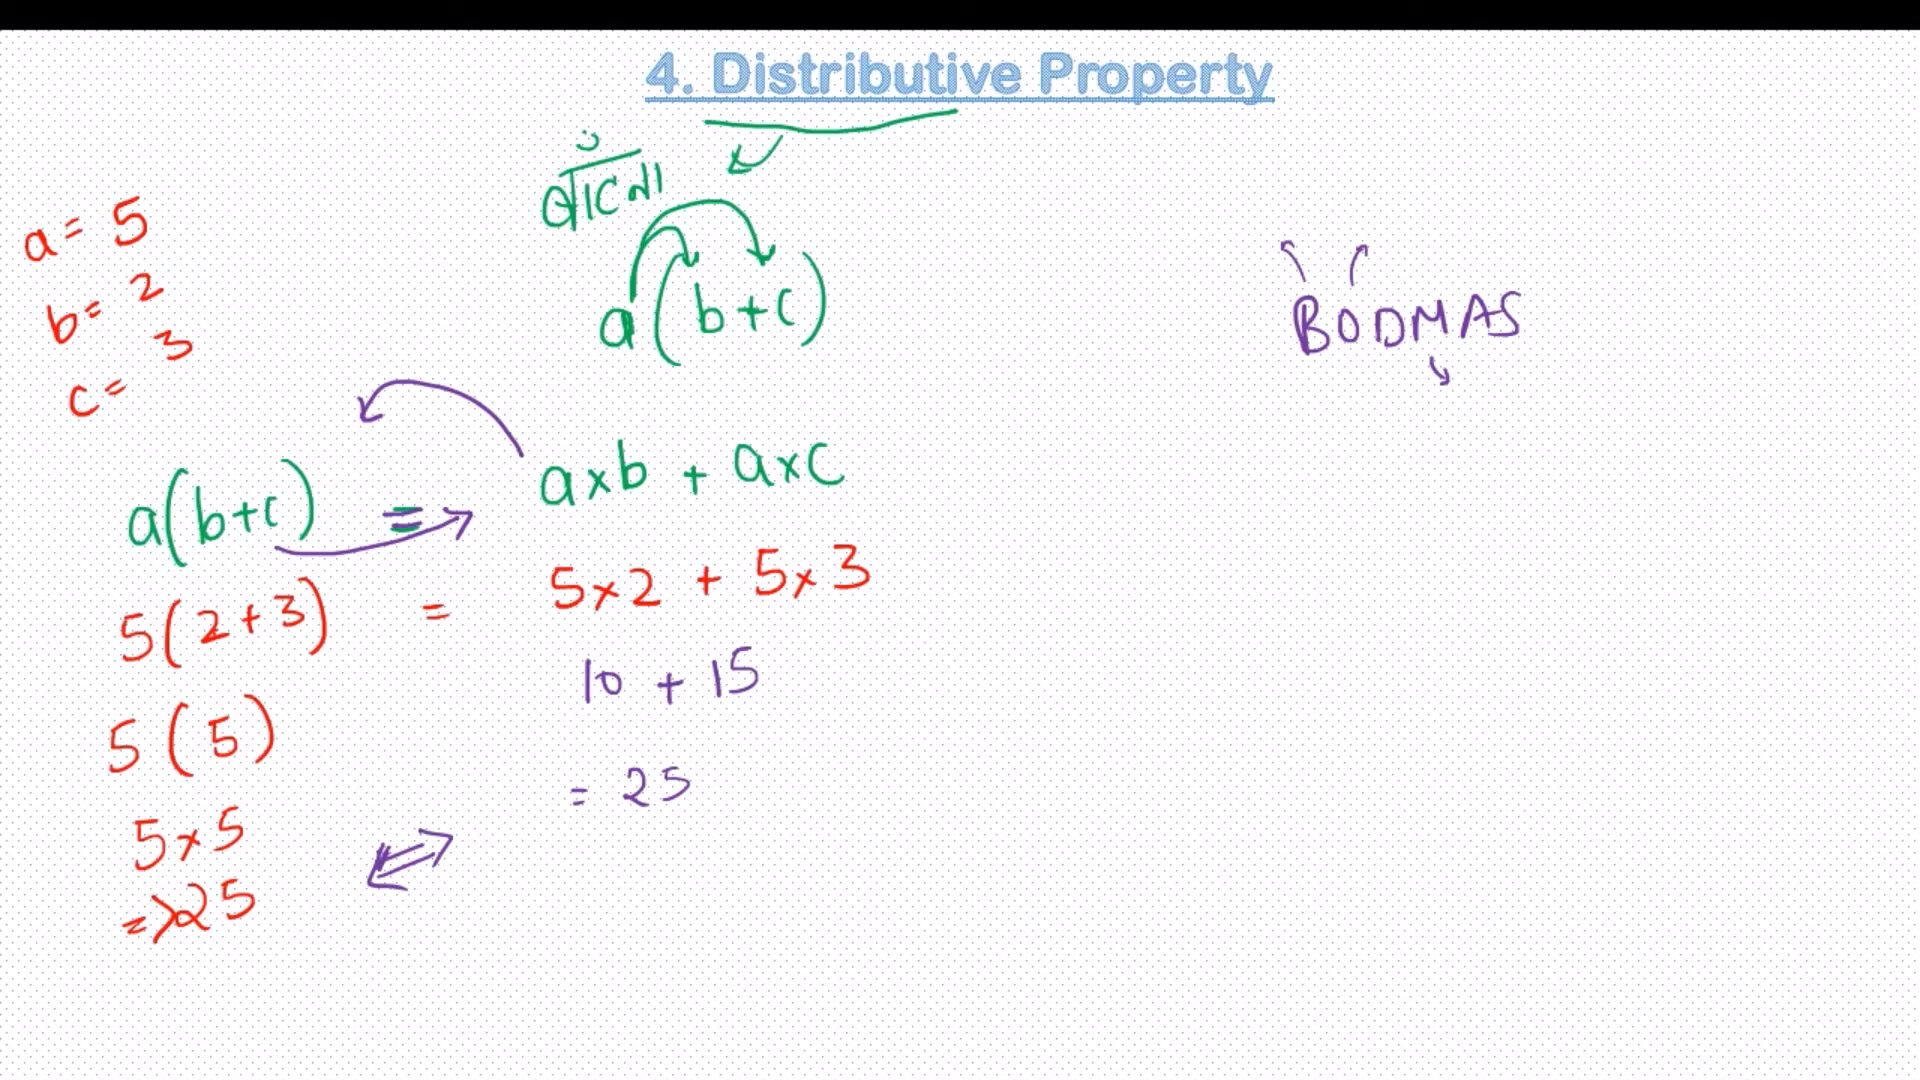 4. Distributive Property
a = 5
b = 2
c = 3
a(b+c)
BODMAS
a(b+c) = a×b + a×c
5(2+3) = 5×2 + 5×3
10 + 15
5(5)
= 25
5×5
=> 25